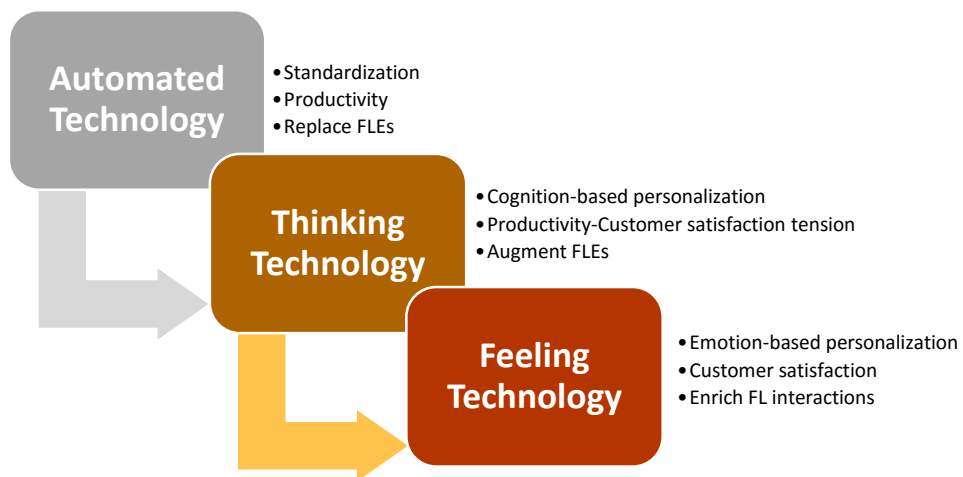 Automated
Technology
•Standardization
•Productivity
•Replace FLEs
Thinking
Technology
•Cognition-based personalization
•Productivity-Customer satisfaction tension
•Augment FLEs
Feeling
Technology
•Emotion-based personalization
•Customer satisfaction
•Enrich FL interactions